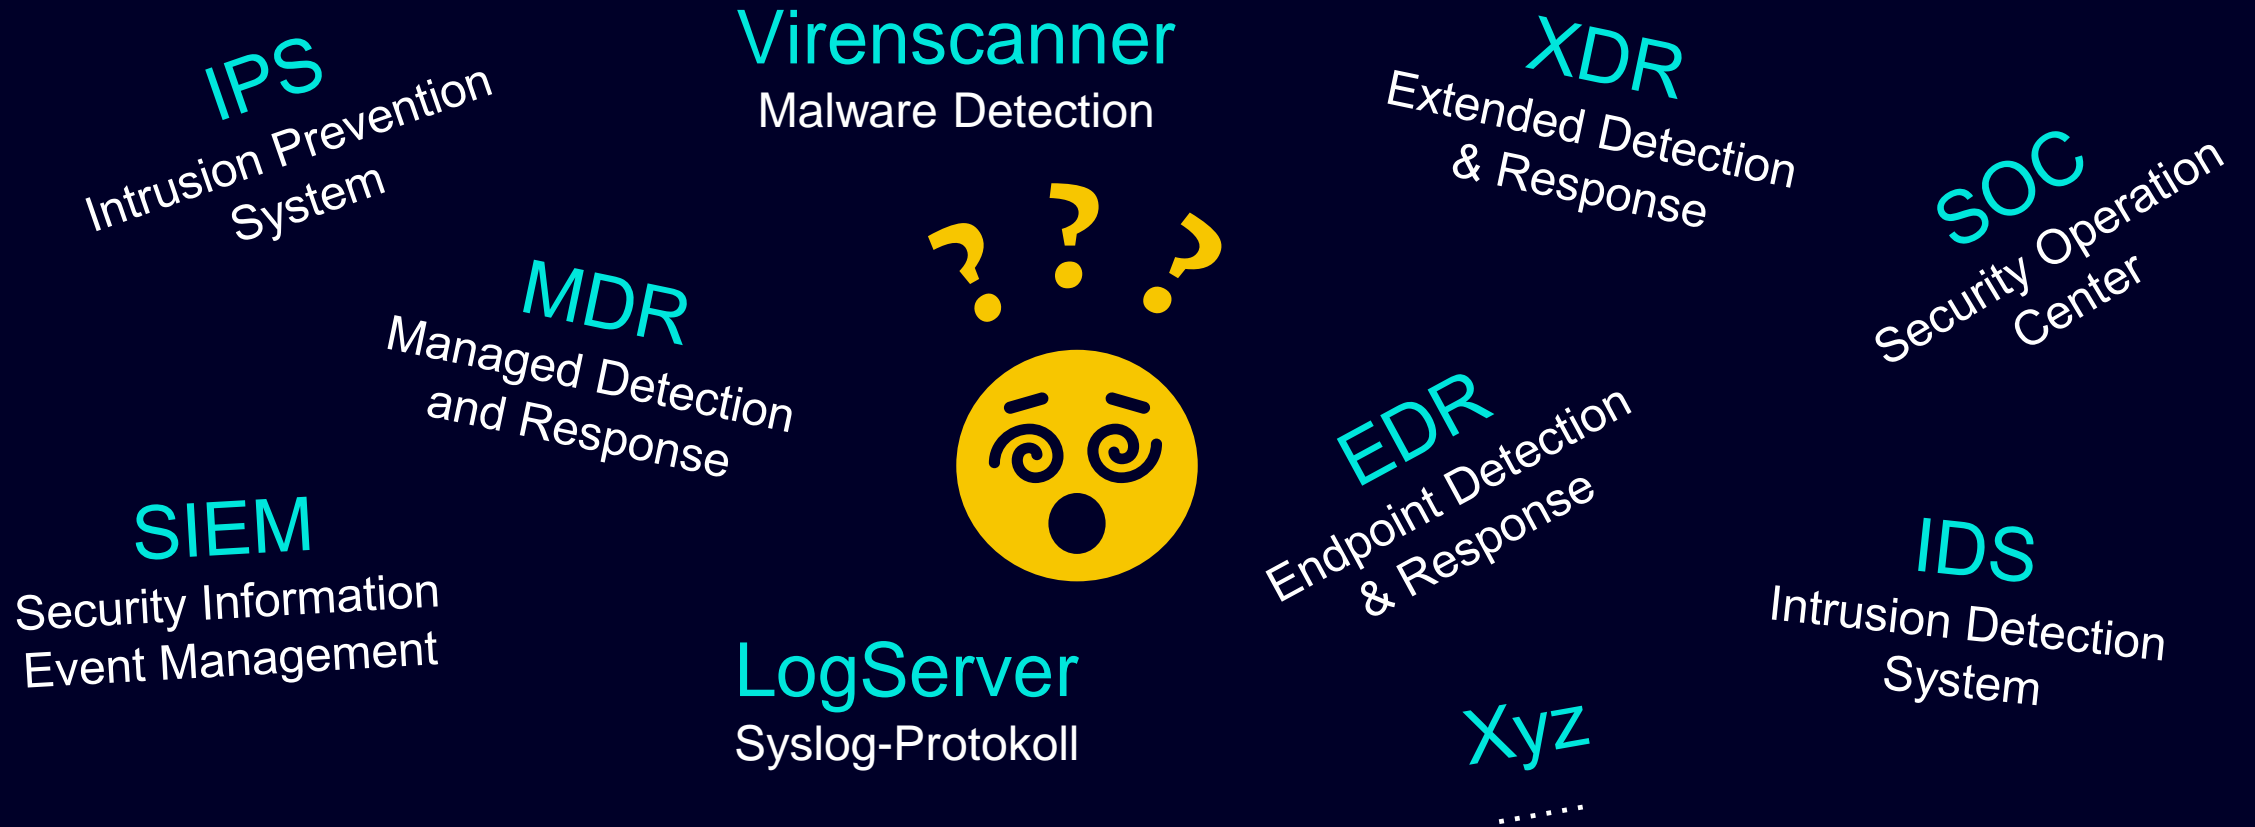 IPS
Intrusion Prevention
System
Virenscanner
Malware Detection
XDR
Extended Detection
& Response
SOC
Security Operation
Center
? ? ?
MDR
Managed Detection
and Response
EDR
Endpoint Detection
& Response
SIEM
Security Information
Event Management
IDS
Intrusion Detection
System
LogServer
Syslog-Protokoll
Xyz
......